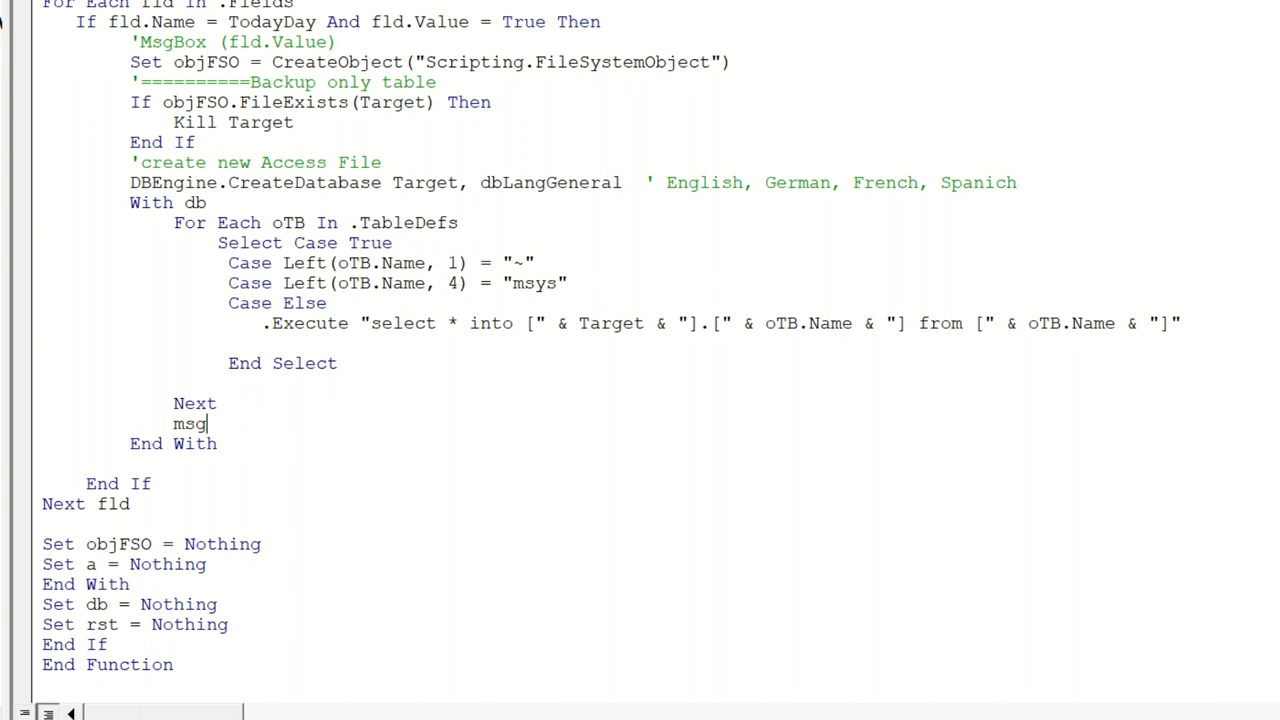 For Each fld In .Fields
If fld.Name = TodayDay And fld.Value = True Then
'MsgBox (fld.Value)
Set objFSO = CreateObject("Scripting.FileSystemObject")
'==========Backup only table
If objFSO.FileExists(Target) Then
Kill Target
End If
'create new Access File
DBEngine.CreateDatabase Target, dbLangGeneral  ' English, German, French, Spanich
With db
For Each oTB In .TableDefs
Select Case True
Case Left(oTB.Name, 1) = "~"
Case Left(oTB.Name, 4) = "msys"
Case Else
.Execute "select * into [" & Target & "].[" & oTB.Name & "] from [" & oTB.Name & "]"
End Select
Next
msg
End With
End If
Next fld
Set objFSO = Nothing
Set a = Nothing
End With
Set db = Nothing
Set rst = Nothing
End If
End Function